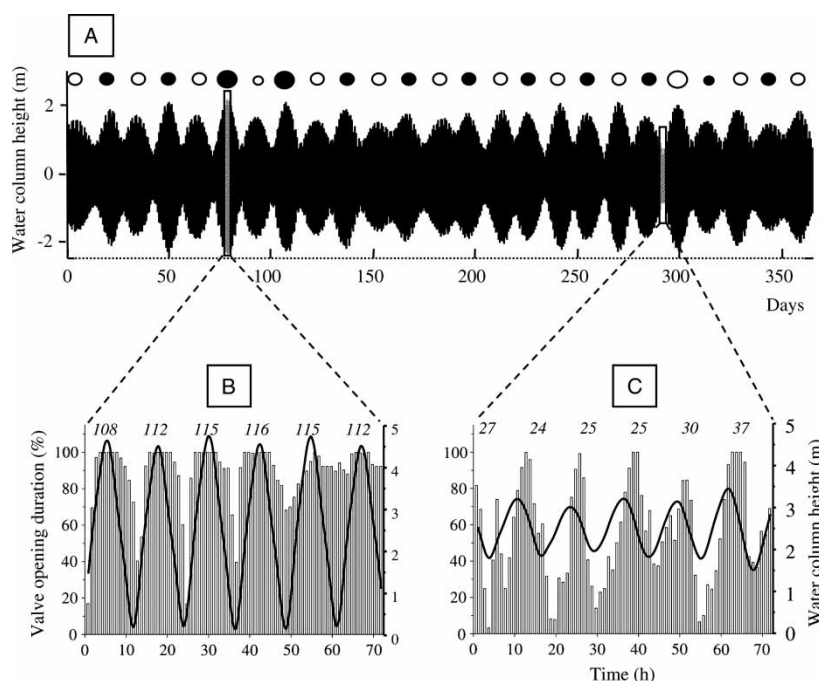 A
Water column height (m)
2
0
-2
0 50 100 150 200 250 300 350
Days
B
C
Valve opening duration (%)
108 112 115 116 115 112
100
80
60
40
20
0
0 10 20 30 40 50 60 70
5
4
3
2
1
0
27 24 25 25 30 37
100
80
60
40
20
0
0 10 20 30 40 50 60 70
Time (h)
5
4
3
2
1
0
Water column height (m)